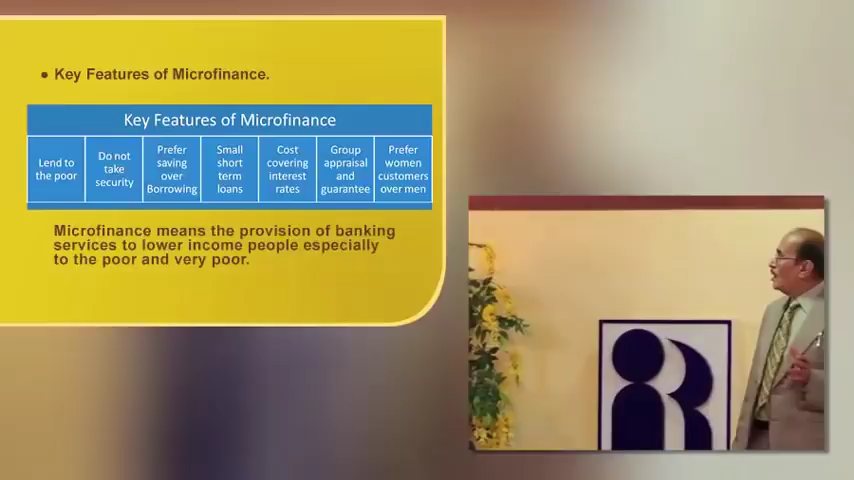 • Key Features of Microfinance.
Key Features of Microfinance
Lend to
the poor
Do not
take
security
Prefer
saving
over
Borrowing
Small
short
term
loans
Cost
covering
interest
rates
Group
appraisal
and
guarantee
Prefer
women
customers
over men
Microfinance means the provision of banking
services to lower income people especially
to the poor and very poor.